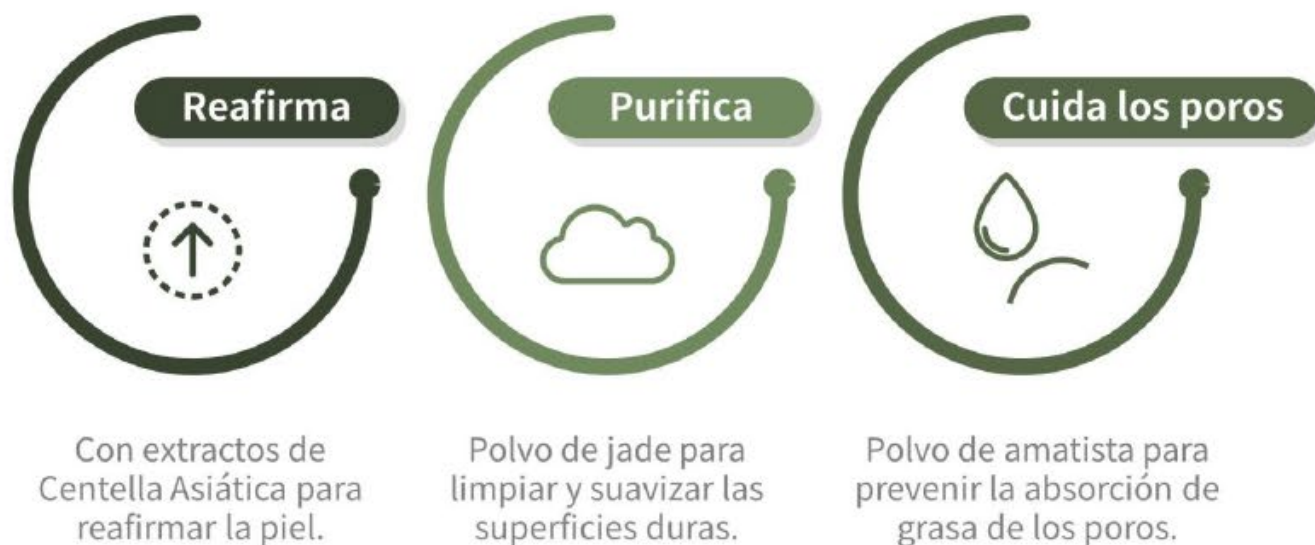 Reafirma
Purifica
Cuida los poros
Con extractos de
Centella Asiática para
reafirmar la piel.
Polvo de jade para
limpiar y suavizar las
superficies duras.
Polvo de amatista para
prevenir la absorción de
grasa de los poros.